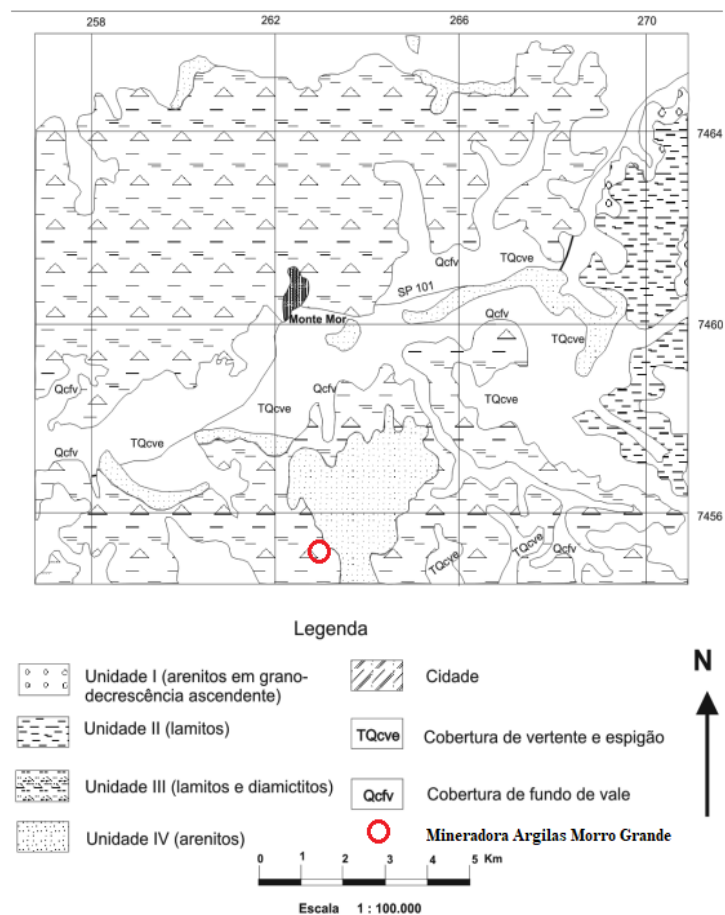 258
262
266
270
7464
Qcfv
TQcve
SP 101
Monte Mor
Qcfv
7460
TQcve
Qcfv
Qcfv
TQcve
TQcve
TQcve
Qcfv
7456
TQcve
TQcve
Qcfv
Legenda
N
Unidade I (arenitos em grano-
decrescência ascendente)
Cidade
Unidade II (lamitos)
TQcve
Cobertura de vertente e espigão
Unidade III (lamitos e diamictitos)
Qcfv
Cobertura de fundo de vale
Unidade IV (arenitos)
Mineradora Argilas Morro Grande
0 1 2 3 4 5 Km
Escala 1 : 100.000